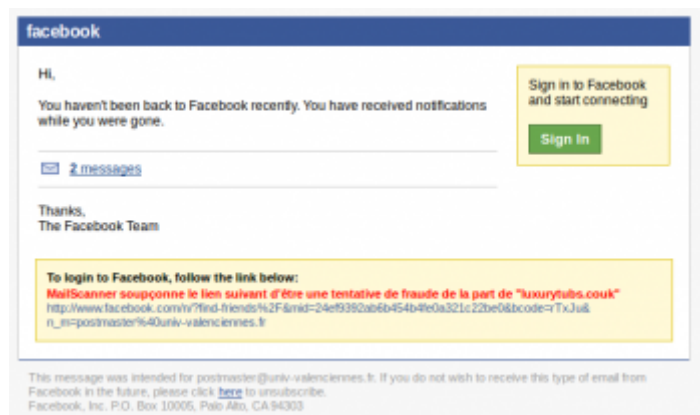 facebook
Hi,
You haven't been back to Facebook recently. You have received notifications
while you were gone.
2 messages
Thanks,
The Facebook Team
Sign in to Facebook
and start connecting
Sign In
To login to Facebook, follow the link below:
MailScanner soupçonne le lien suivant d'être une tentative de fraude de la part de "luxurytubs.couk"
http://www.facebook.com/n/?find-friends%2F&mid=24ef9392ab6b454b4fe0a321c22be0&bcode=rTxJu&
n_m=postmaster%40univ-valenciennes.fr
This message was intended for postmaster@univ-valenciennes.fr. If you do not wish to receive this type of email from
Facebook in the future, please click here to unsubscribe.
Facebook, Inc. P.O. Box 10005, Palo Alto, CA 94303